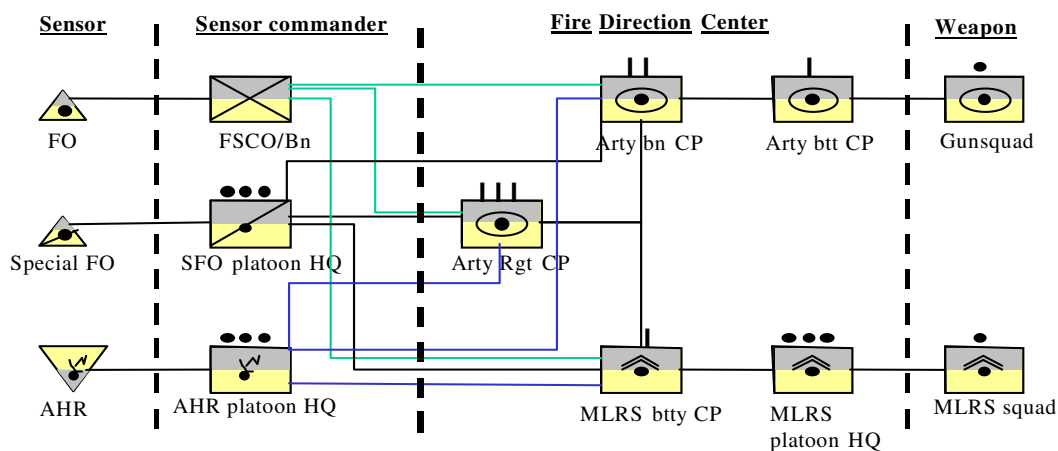 Sensor
Sensor commander
Fire Direction Center
Weapon
FO
FSCO/Bn
Arty bn CP
Arty btt CP
Gunsquad
Special FO
SFO platoon HQ
Arty Rgt CP
AHR
AHR platoon HQ
MLRS btty CP
MLRS
platoon HQ
MLRS squad